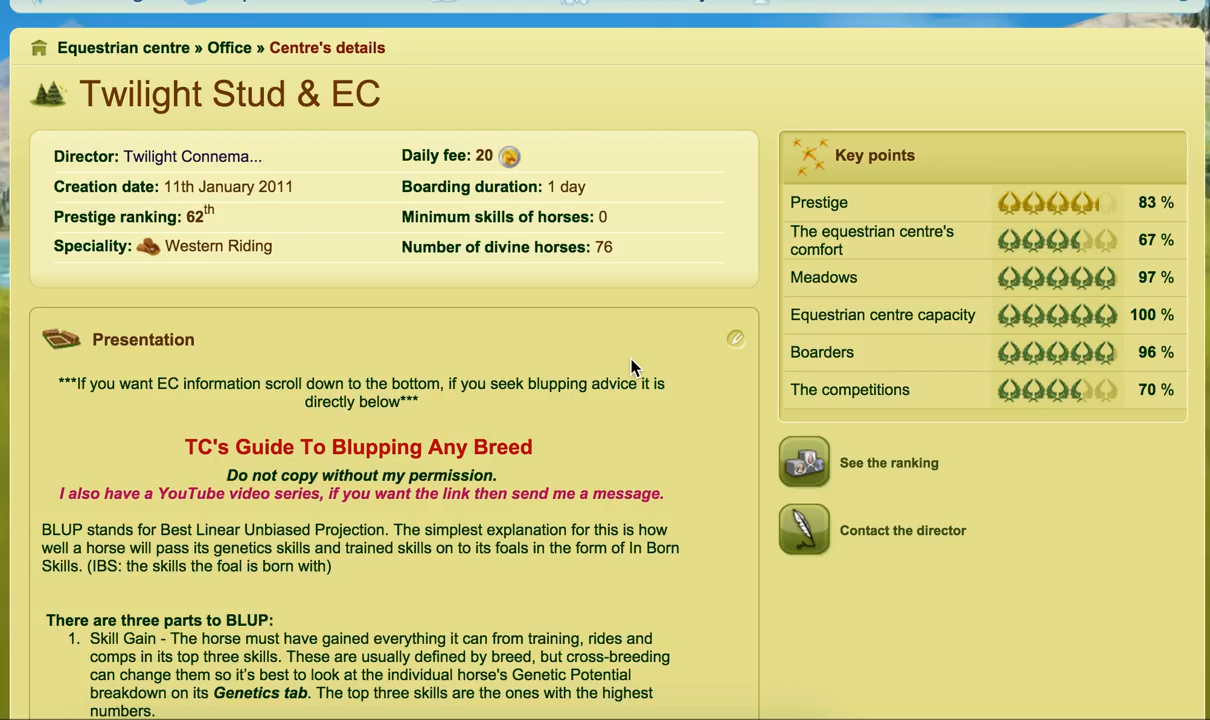 Equestrian centre » Office » Centre's details
Twilight Stud & EC
Director: Twilight Connema...
Daily fee: 20
Creation date: 11th January 2011
Boarding duration: 1 day
Prestige ranking: 62th
Minimum skills of horses: 0
Speciality: Western Riding
Number of divine horses: 76
Presentation
***If you want EC information scroll down to the bottom, if you seek blupping advice it is
directly below***
TC's Guide To Blupping Any Breed
Do not copy without my permission.
I also have a YouTube video series, if you want the link then send me a message.
BLUP stands for Best Linear Unbiased Projection. The simplest explanation for this is how
well a horse will pass its genetics skills and trained skills on to its foals in the form of In Born
Skills. (IBS: the skills the foal is born with)
There are three parts to BLUP:
1. Skill Gain - The horse must have gained everything it can from training, rides and
comps in its top three skills. These are usually defined by breed, but cross-breeding
can change them so it's best to look at the individual horse's Genetic Potential
breakdown on its Genetics tab. The top three skills are the ones with the highest
numbers.
Key points
Prestige 83 %
The equestrian centre's
comfort 67 %
Meadows 97 %
Equestrian centre capacity 100 %
Boarders 96 %
The competitions 70 %
See the ranking
Contact the director